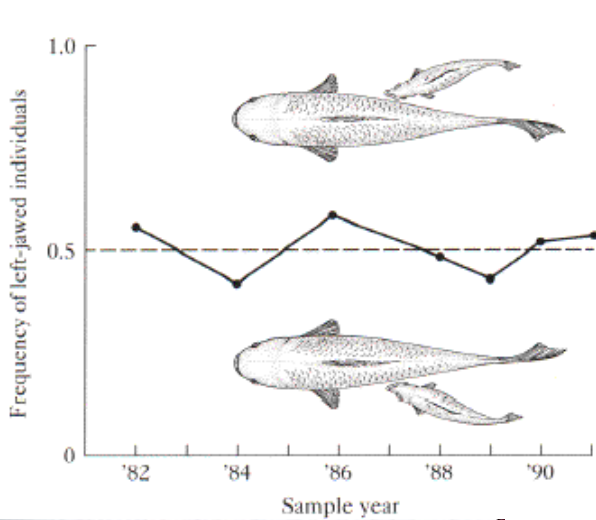 1.0
Frequency of left-jawed individuals
0.5
0
'82 '84 '86 '88 '90
Sample year